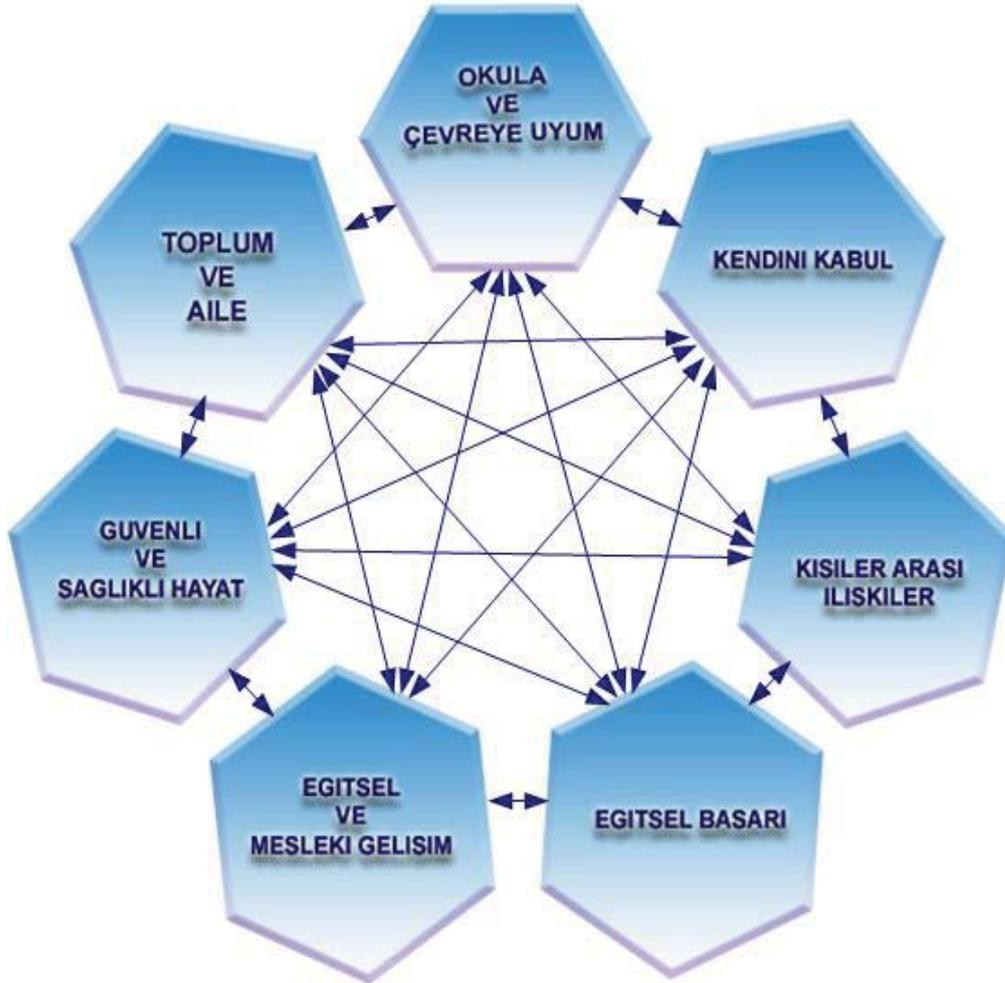 OKULA
VE
ÇEVREYE UYUM
TOPLUM
VE
AILE
KENDINI KABUL
GUVENLI
VE
SAGLIKLI HAYAT
KISILER ARASI
ILISKILER
EGITSEL
VE
MESLEKI GELISIM
EGITSEL BASARI